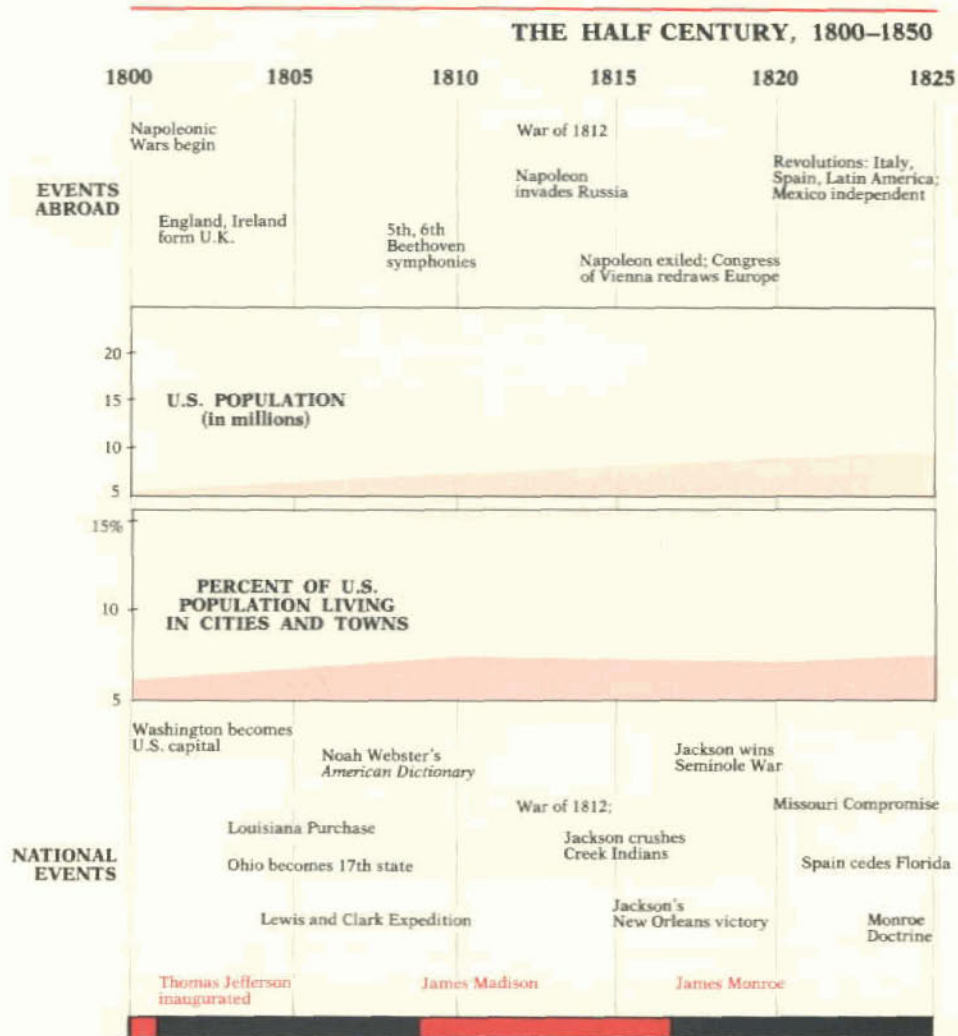 THE HALF CENTURY, 1800–1850
1800 1805 1810 1815 1820 1825
EVENTS
ABROAD
Napoleonic
Wars begin
England, Ireland
form U.K.
5th, 6th
Beethoven
symphonies
War of 1812
Napoleon
invades Russia
Napoleon exiled; Congress
of Vienna redraws Europe
Revolutions: Italy,
Spain, Latin America;
Mexico independent
20
15
10
5
U.S. POPULATION
(in millions)
15%
10
5
PERCENT OF U.S.
POPULATION LIVING
IN CITIES AND TOWNS
NATIONAL
EVENTS
Washington becomes
U.S. capital
Noah Webster's
American Dictionary
Louisiana Purchase
Ohio becomes 17th state
Lewis and Clark Expedition
War of 1812;
Jackson crushes
Creek Indians
Jackson's
New Orleans victory
Jackson wins
Seminole War
Missouri Compromise
Spain cedes Florida
Monroe
Doctrine
Thomas Jefferson
inaugurated
James Madison
James Monroe